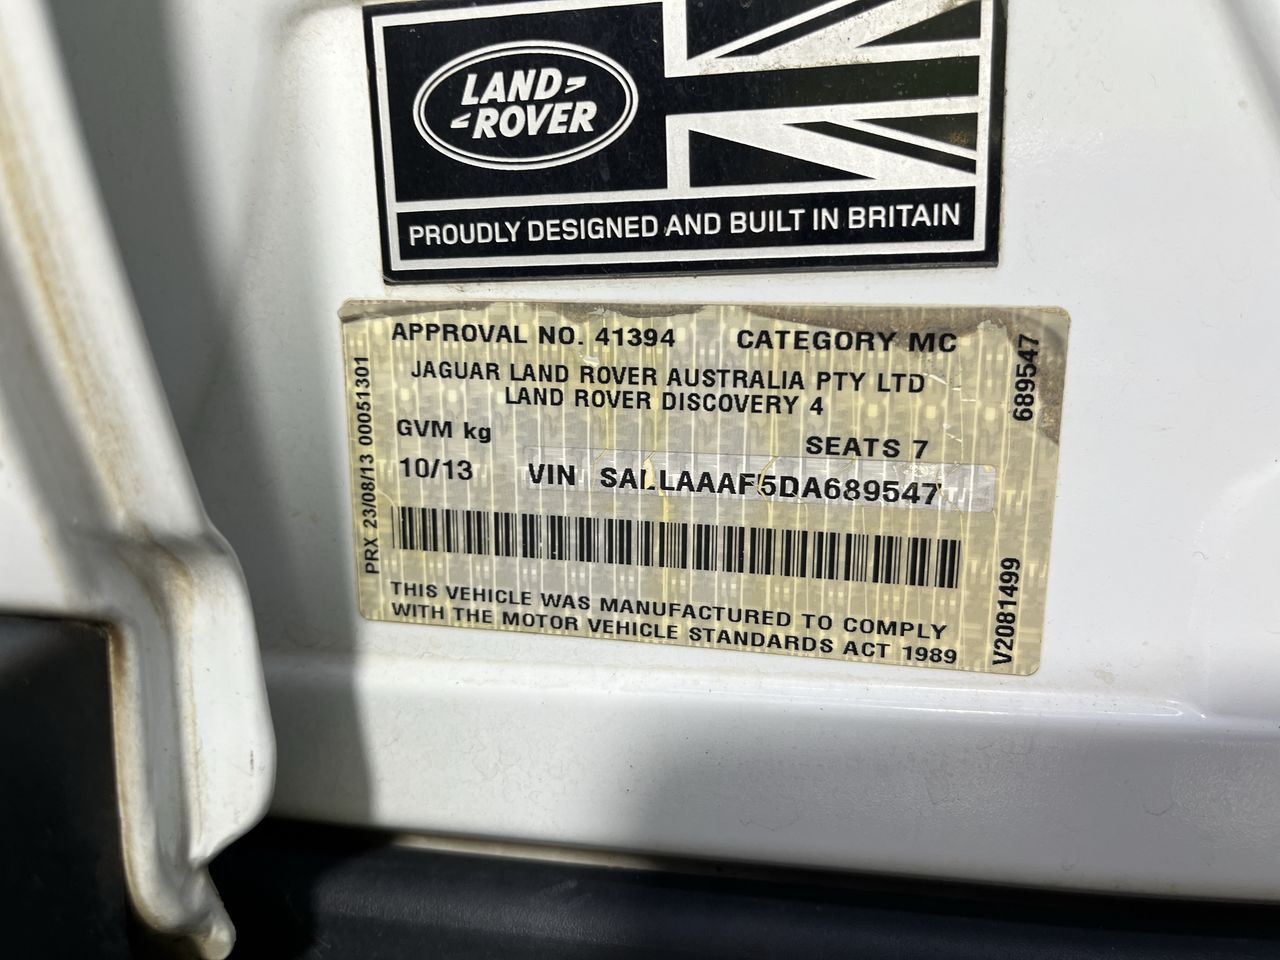 LAND-
-ROVER
PROUDLY DESIGNED AND BUILT IN BRITAIN
APPROVAL NO. 41394 CATEGORY MC
JAGUAR LAND ROVER AUSTRALIA PTY LTD
LAND ROVER DISCOVERY 4
GVM kg SEATS 7
10/13 VIN SALLAAAF5DA689547
THIS VEHICLE WAS MANUFACTURED TO COMPLY
WITH THE MOTOR VEHICLE STANDARDS ACT 1989
PRX 23/08/13 00051301
689547
V2081499